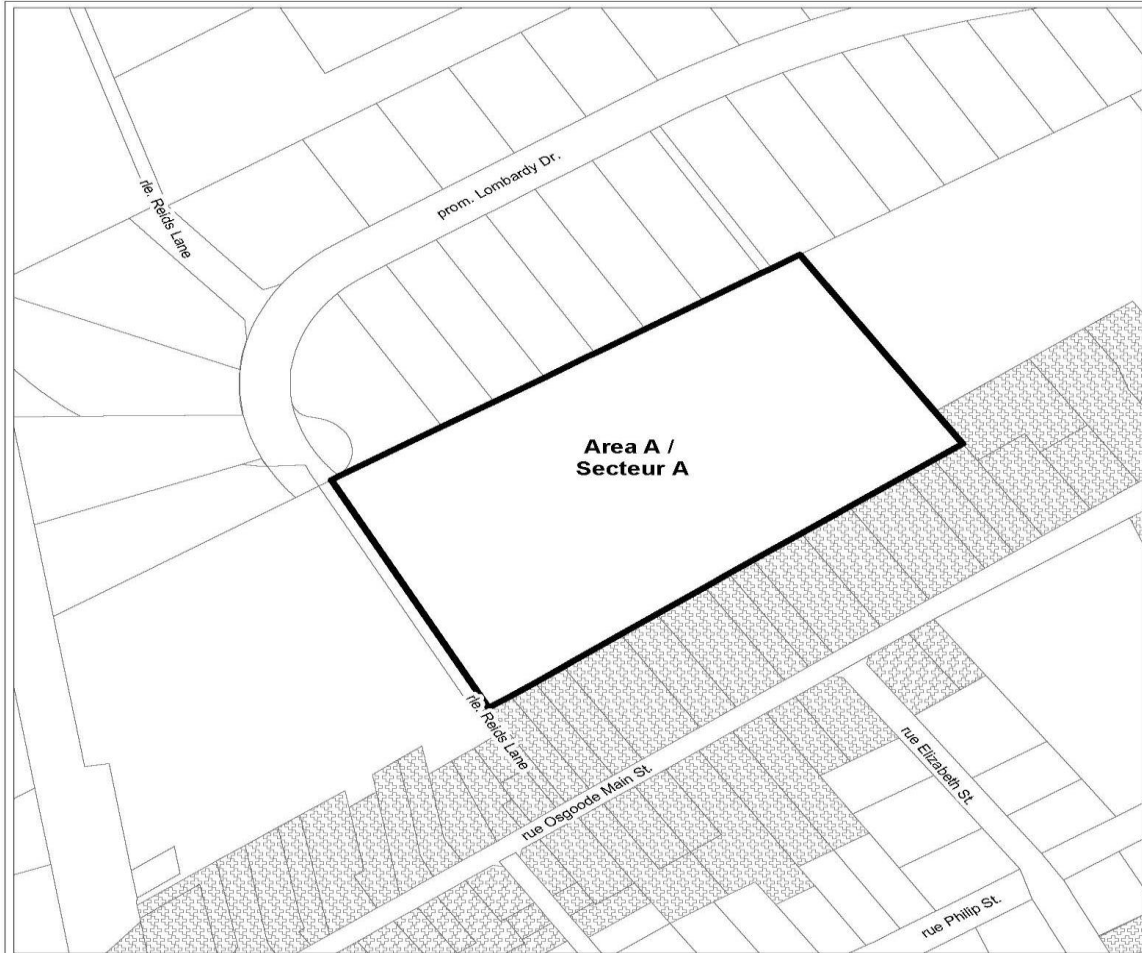 prom. Lombardy Dr.
rle. Reids Lane
Area A /
Secteur A
rle. Reids Lane
rue Osgoode Main St.
rue Elizabeth St.
rue Philip St.